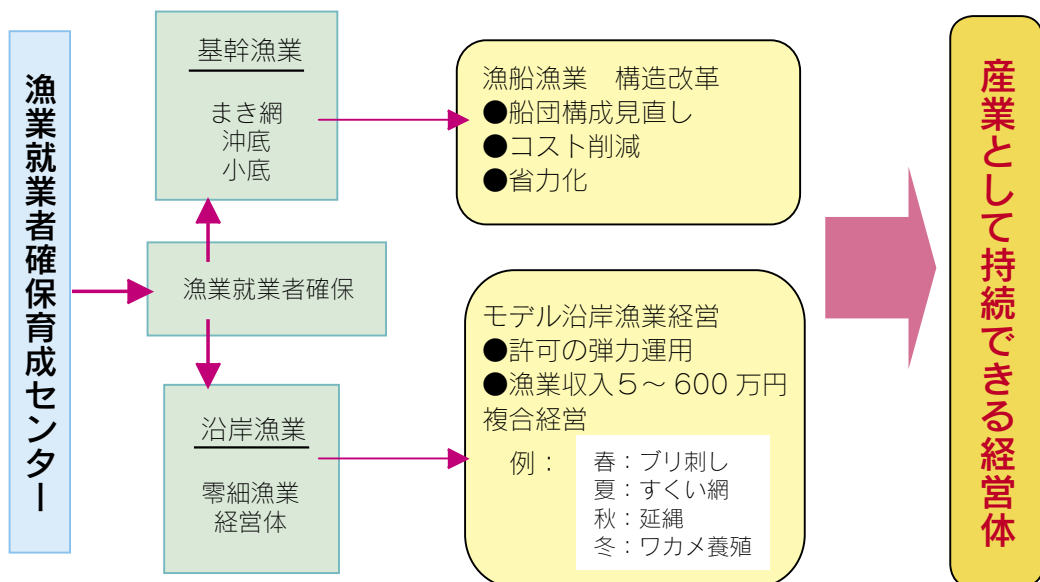 漁業就業者確保育成センター
基幹漁業
まき網
沖底
小底
漁業就業者確保
沿岸漁業
零細漁業
経営体
漁船漁業 構造改革
●船団構成見直し
●コスト削減
●省力化
モデル沿岸漁業経営
●許可の弾力運用
●漁業収入5～600万円
複合経営
例：
春：ブリ刺し
夏：すくい網
秋：延縄
冬：ワカメ養殖
産業として持続できる経営体